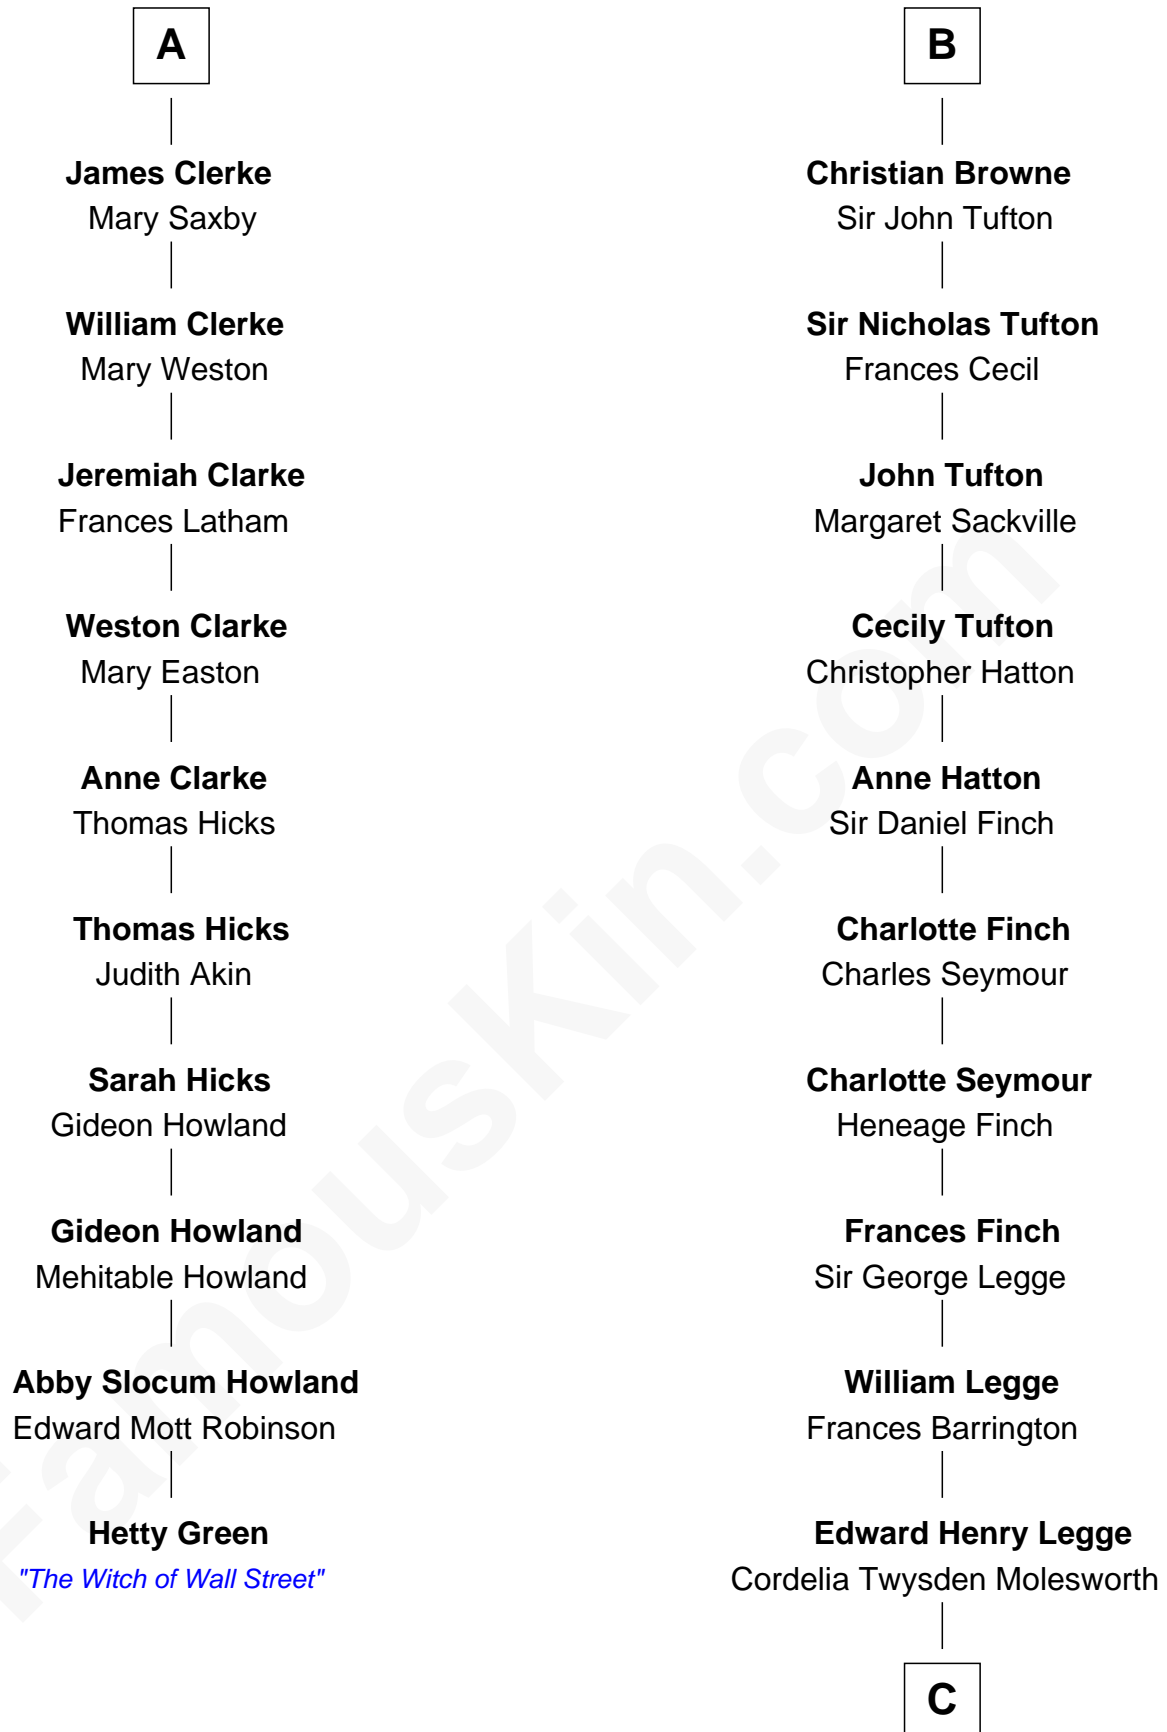 A
James Clerke
Mary Saxby
William Clerke
Mary Weston
Jeremiah Clarke
Frances Latham
Weston Clarke
Mary Easton
Anne Clarke
Thomas Hicks
Thomas Hicks
Judith Akin
Sarah Hicks
Gideon Howland
Gideon Howland
Mehitable Howland
Abby Slocum Howland
Edward Mott Robinson
Hetty Green
"The Witch of Wall Street"
B
Christian Browne
Sir John Tufton
Sir Nicholas Tufton
Frances Cecil
John Tufton
Margaret Sackville
Cecily Tufton
Christopher Hatton
Anne Hatton
Sir Daniel Finch
Charlotte Finch
Charles Seymour
Charlotte Seymour
Heneage Finch
Frances Finch
Sir George Legge
William Legge
Frances Barrington
Edward Henry Legge
Cordelia Twysden Molesworth
C
FamousKin.com